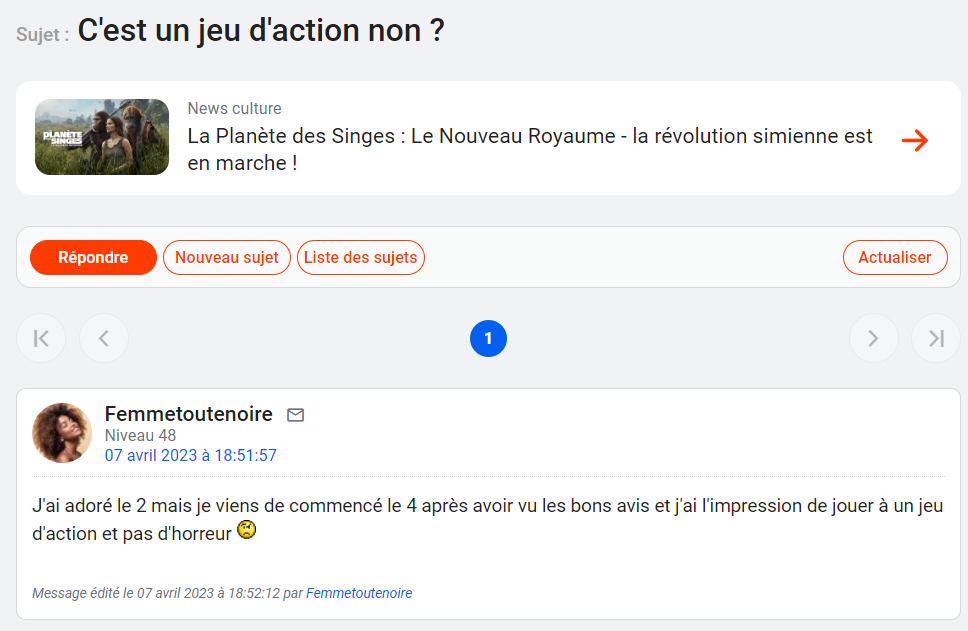 Sujet : C'est un jeu d'action non ?
PLANÈTE
SINGES
News culture
La Planète des Singes : Le Nouveau Royaume - la révolution simienne est
en marche !
Répondre
Nouveau sujet
Liste des sujets
Actualiser
1
Femmetoutenoire
Niveau 48
07 avril 2023 à 18:51:57
J'ai adoré le 2 mais je viens de commencé le 4 après avoir vu les bons avis et j'ai l'impression de jouer à un jeu
d'action et pas d'horreur
Message édité le 07 avril 2023 à 18:52:12 par Femmetoutenoire